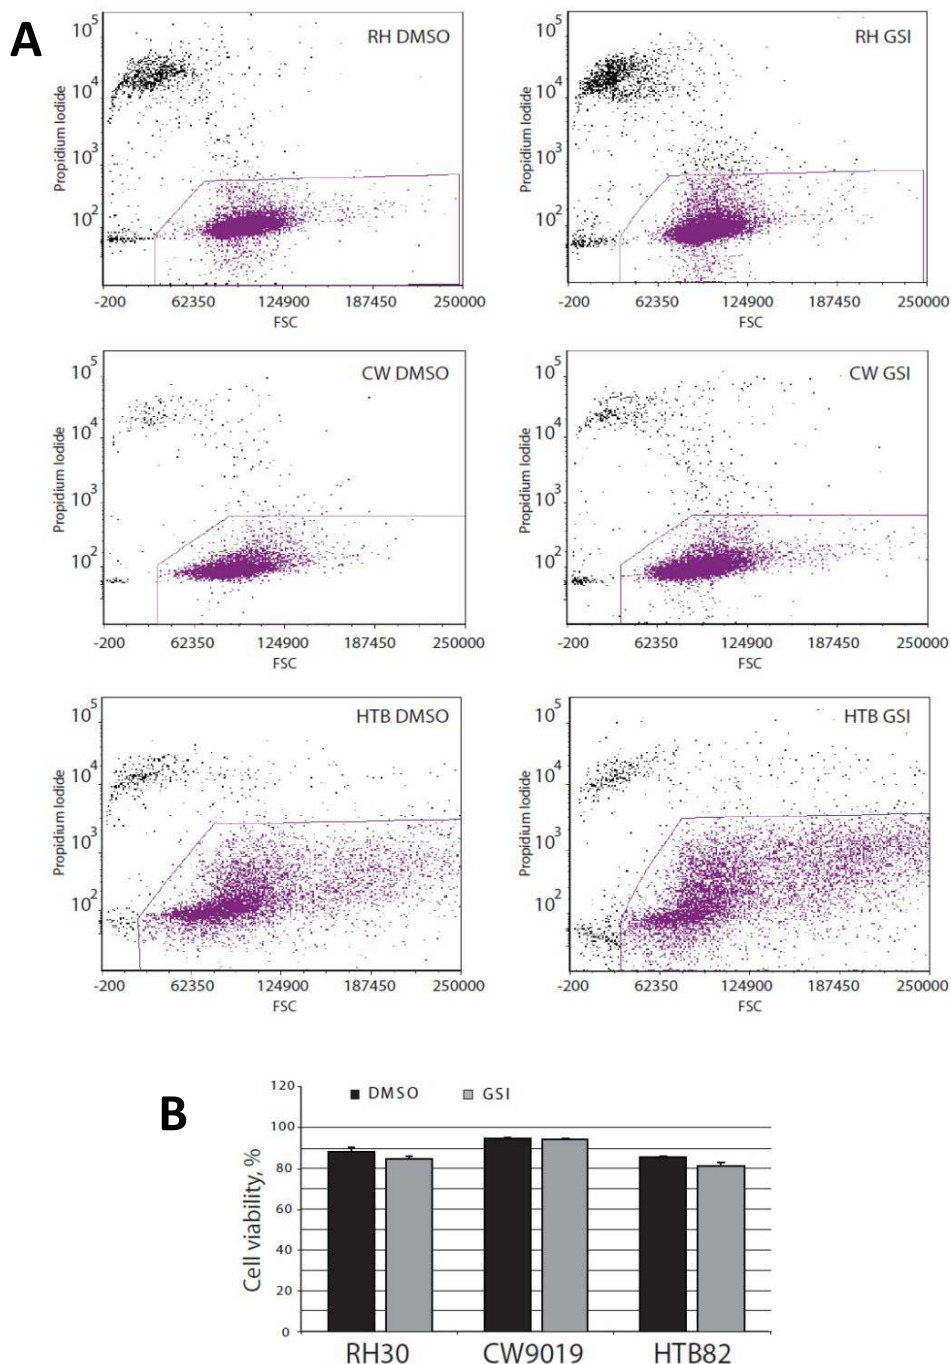 A
RH DMSO
Propidium Iodide
10^5
10^4
10^3
10^2
-200 62350 124900 187450 250000
FSC
RH GSI
Propidium Iodide
10^5
10^4
10^3
10^2
-200 62350 124900 187450 250000
FSC
CW DMSO
Propidium Iodide
10^5
10^4
10^3
10^2
-200 62350 124900 187450 250000
FSC
CW GSI
Propidium Iodide
10^5
10^4
10^3
10^2
-200 62350 124900 187450 250000
FSC
HTB DMSO
Propidium Iodide
10^5
10^4
10^3
10^2
-200 62350 124900 187450 250000
FSC
HTB GSI
Propidium Iodide
10^5
10^4
10^3
10^2
-200 62350 124900 187450 250000
FSC
B
DMSO GSI
Cell viability, %
120
100
80
60
40
20
0
RH30 CW9019 HTB82